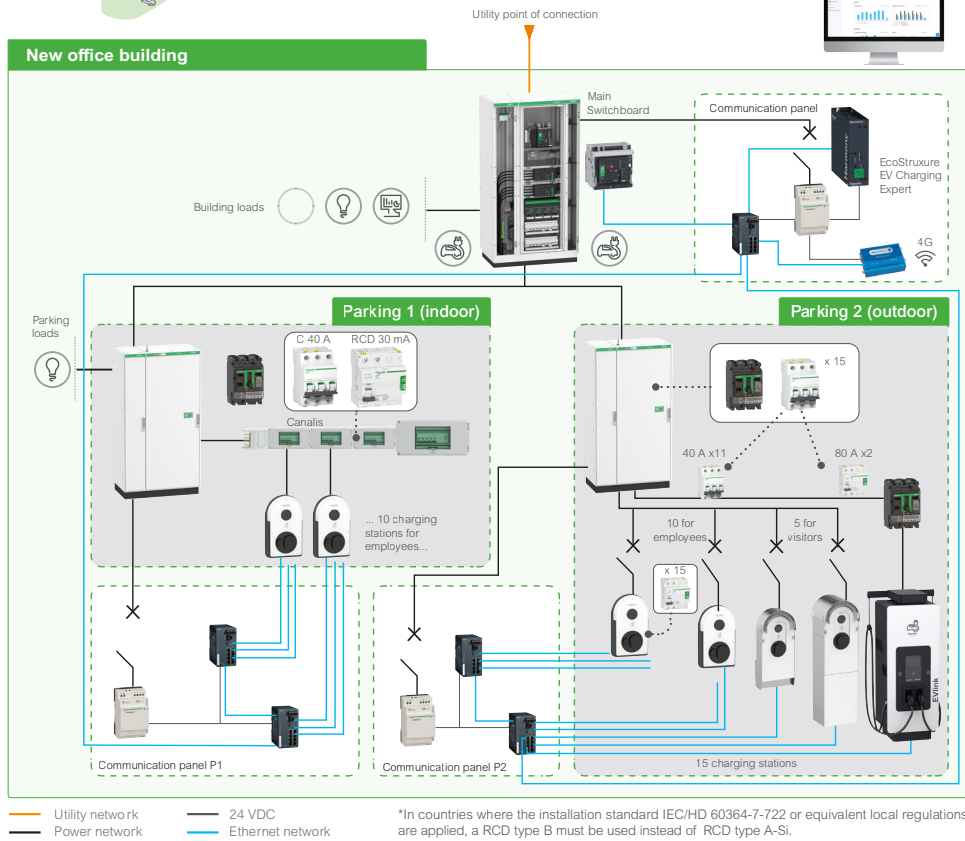 Utility point of connection
New office building
Main
Switchboard
Communication panel
EcoStruxure
EV Charging
Expert
Harmony
4G
Building loads
Parking
loads
Parking 1 (indoor)
C 40 A
RCD 30 mA
Canalis
... 10 charging
stations for
employees...
Parking 2 (outdoor)
x 15
40 A x11
80 A x2
10 for
employees
5 for
visitors
x 15
EVlink
15 charging stations
Communication panel P1
Communication panel P2
Utility network
Power network
24 VDC
Ethernet network
*In countries where the installation standard IEC/HD 60364-7-722 or equivalent local regulations
are applied, a RCD type B must be used instead of RCD type A-Si.